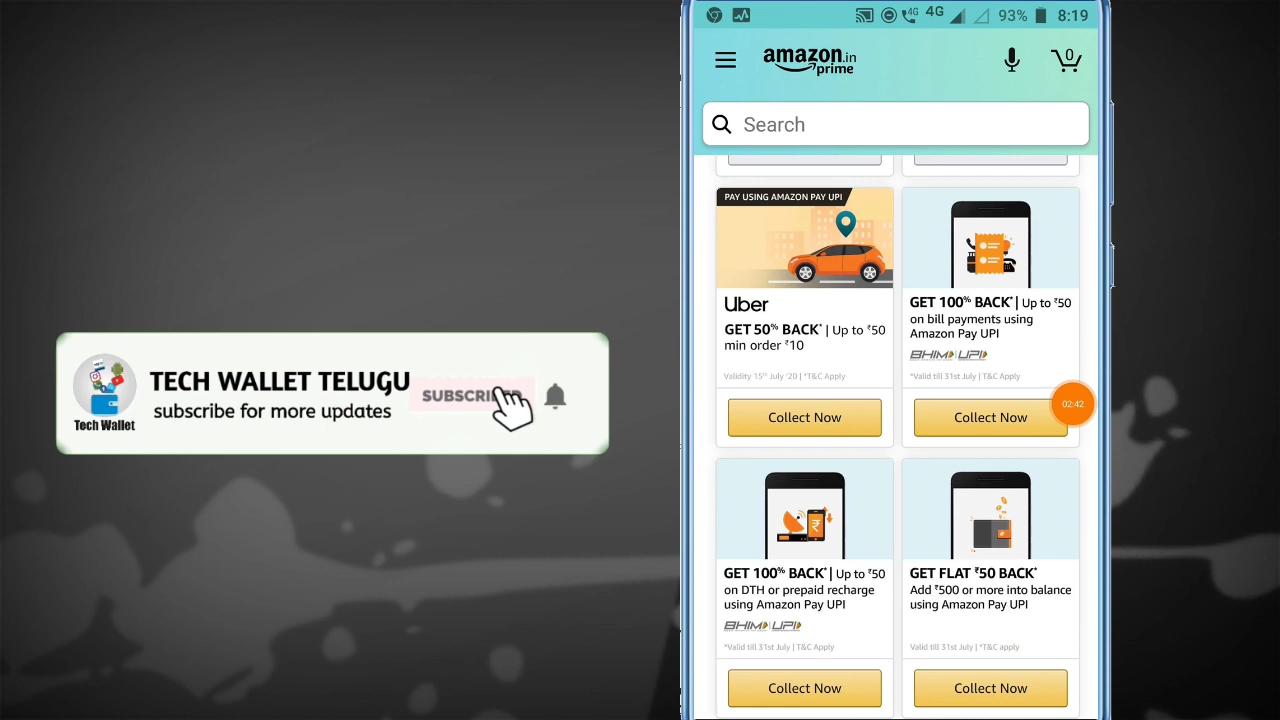 TECH WALLET TELUGU
subscribe for more updates
Tech Wallet
4G
4G
93%
8:19
amazon.in
prime
0
Search
PAY USING AMAZON PAY UPI
Uber
GET 50% BACK* | Up to ₹50
min order ₹10
Validity 15th July '20 | *T&C Apply
Collect Now
GET 100% BACK* | Up to ₹50
on bill payments using
Amazon Pay UPI
BHIM UPI
*Valid till 31st July | T&C Apply
Collect Now
02:42
GET 100% BACK* | Up to ₹50
on DTH or prepaid recharge
using Amazon Pay UPI
BHIM UPI
*Valid till 31st July | T&C Apply
Collect Now
GET FLAT ₹50 BACK*
Add ₹500 or more into balance
using Amazon Pay UPI
Valid till 31st July | *T&C apply
Collect Now